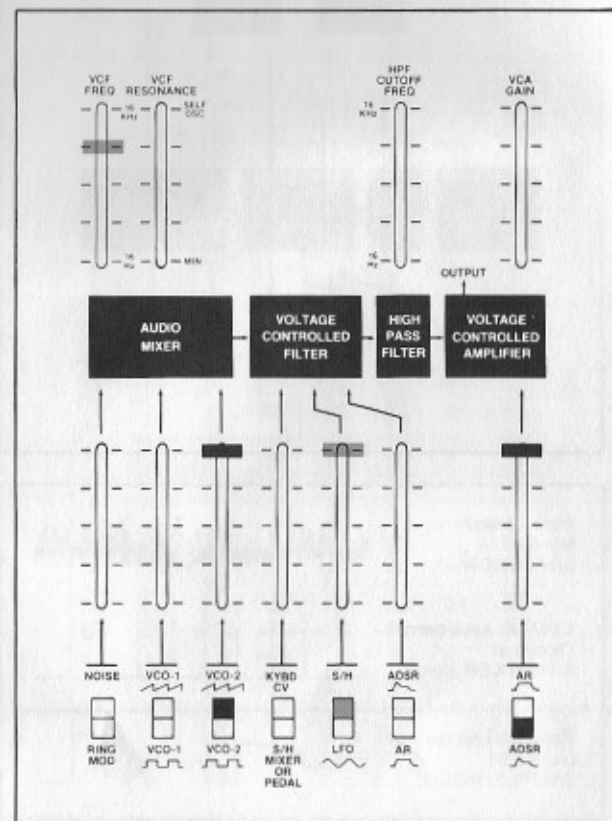 VCF FREQ
VCF RESONANCE
HPF CUTOFF FREQ
VCA GAIN
16 KHz
SELF OSC
16 KHz
16 Hz
MIN
16 Hz
OUTPUT
AUDIO MIXER
VOLTAGE CONTROLLED FILTER
HIGH PASS FILTER
VOLTAGE CONTROLLED AMPLIFIER
NOISE
VCO-1
VCO-2
KYBD CV
S/H
ADSR
AR
RING MOD
VCO-1
VCO-2
S/H MIXER OR PEDAL
LFO
AR
ADSR